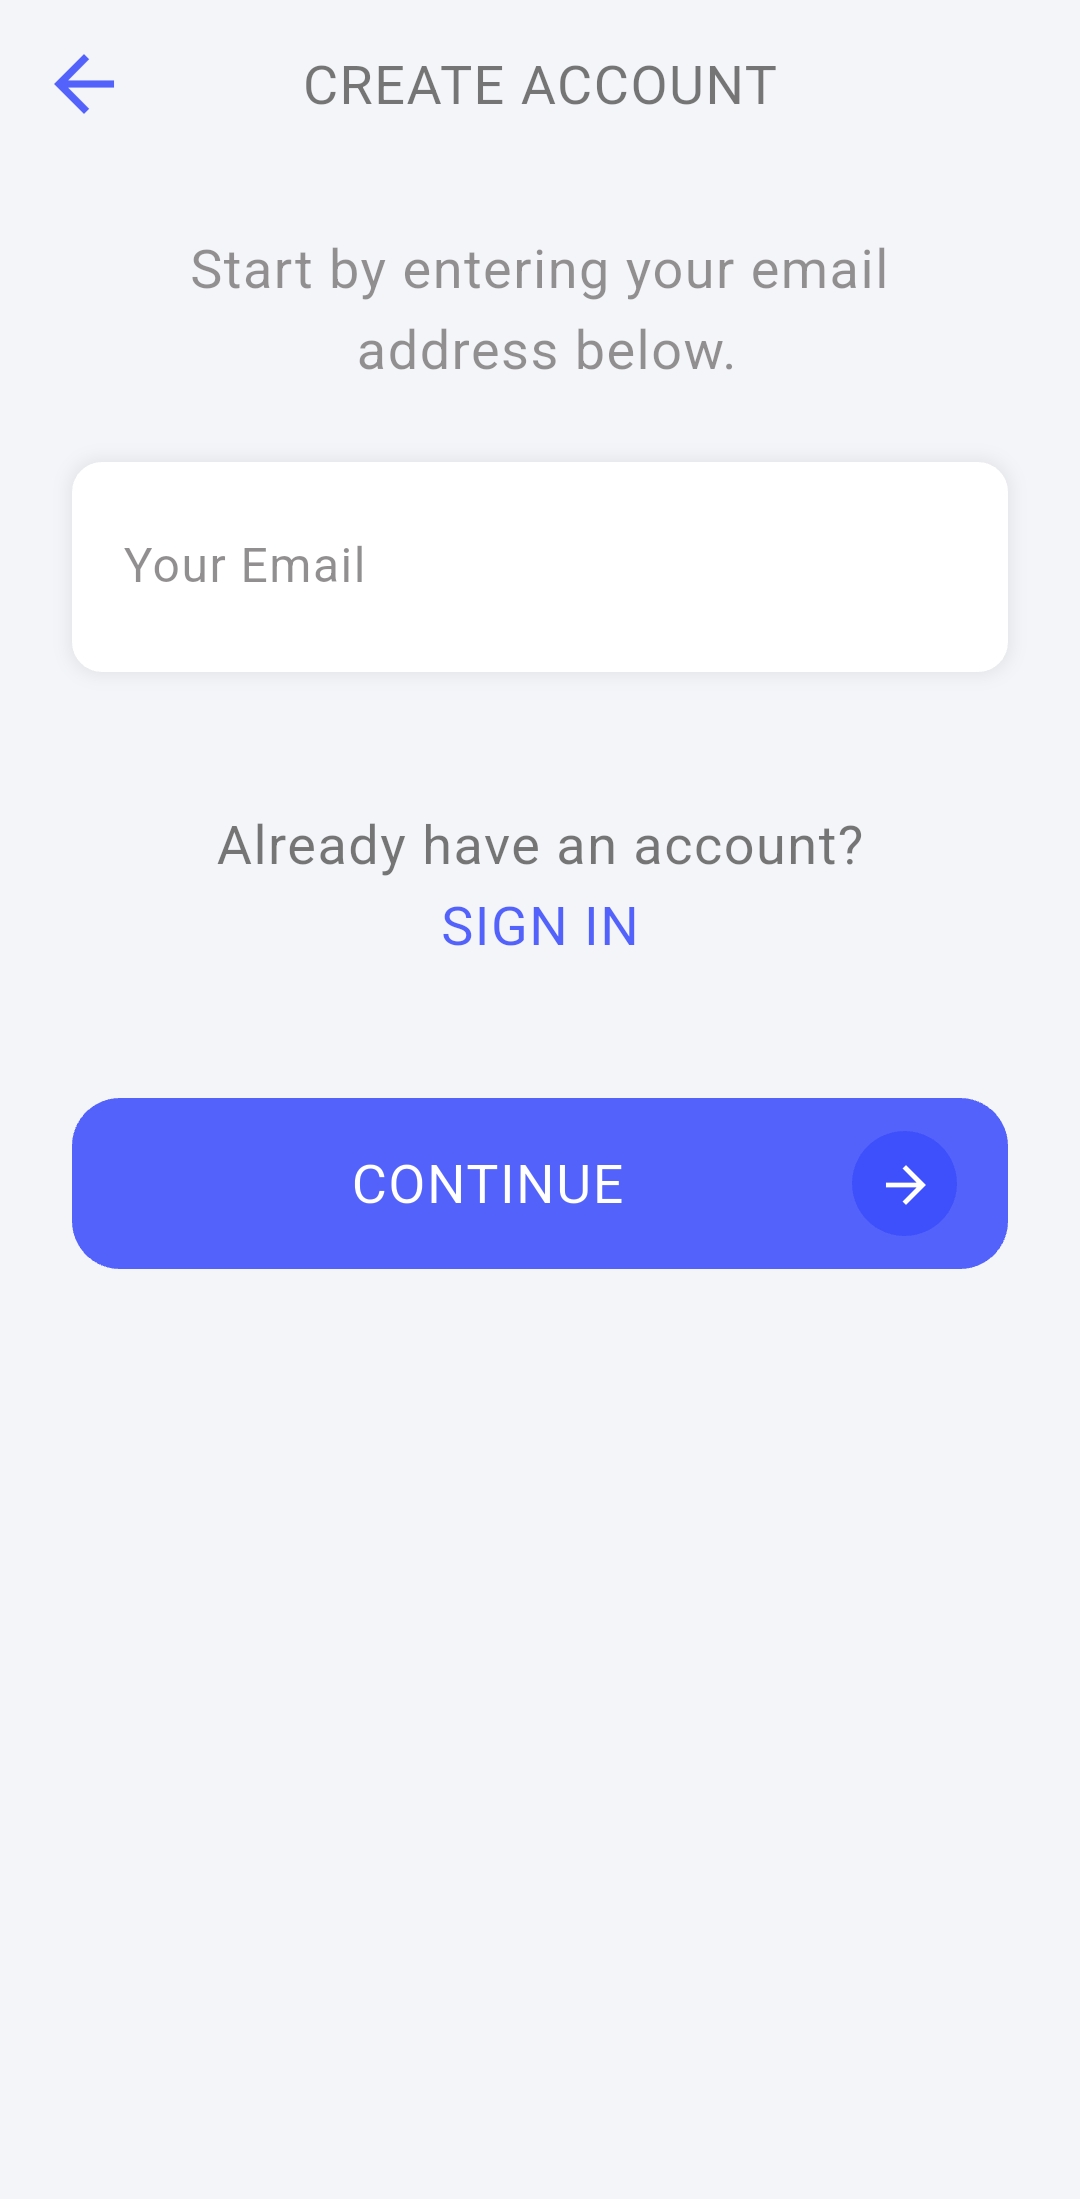 CREATE ACCOUNT
Start by entering your email
address below.
Your Email
Already have an account?
SIGN IN
CONTINUE